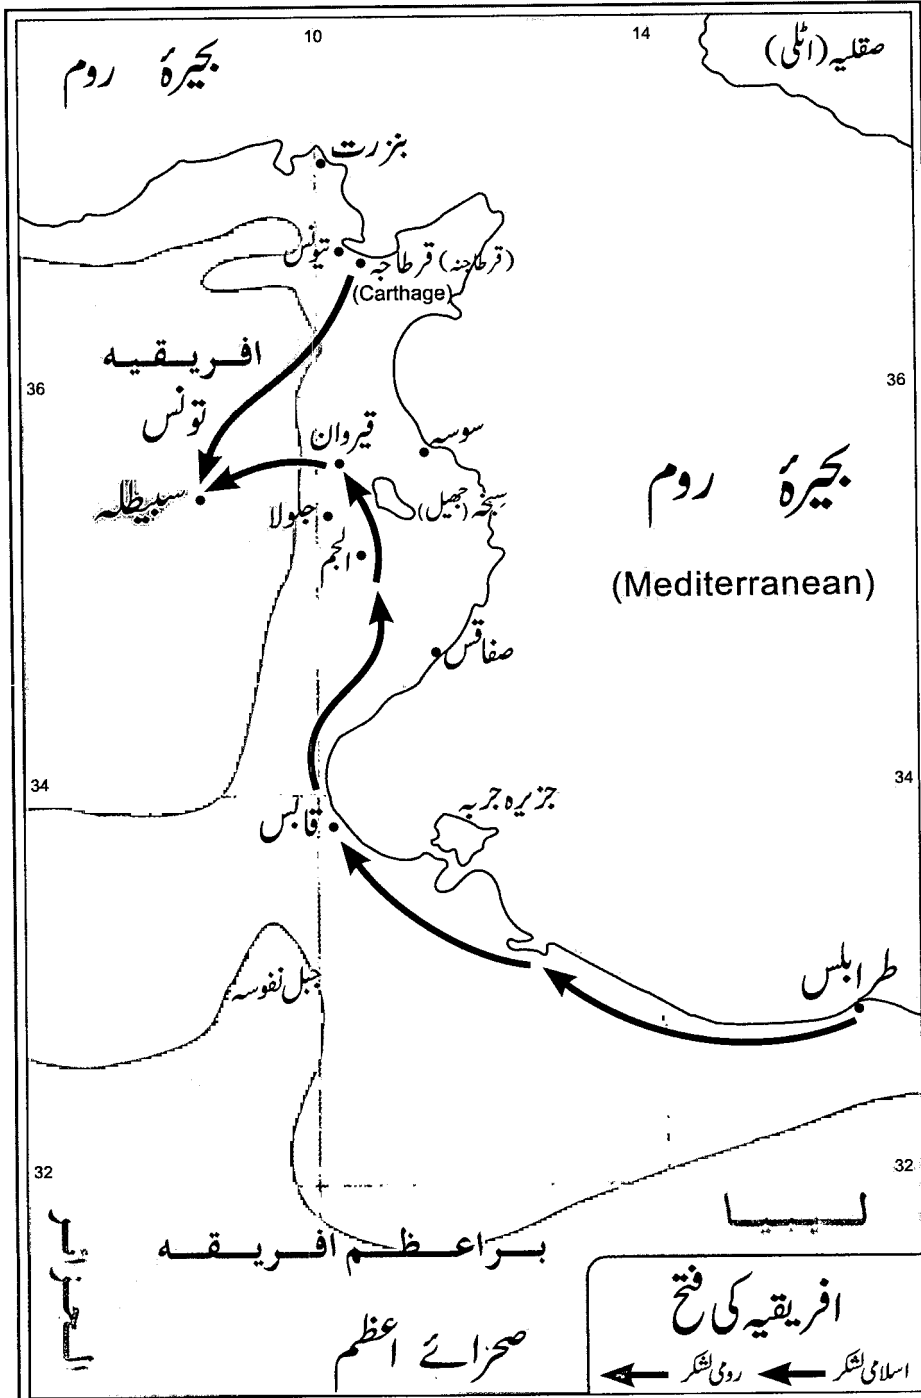 10
14
صقلیہ (اٹلی)
بحیرۂ روم
بنزرت
تیونس
قرطاجہ (قرطاجنہ)
(Carthage)
افریقیہ
36
36
تونس
قیروان
سوسہ
بحیرۂ روم
سبیطلہ
جلولا
سبخہ (جھیل)
الجم
(Mediterranean)
صفاقس
34
34
جزیرہ جربہ
قابس
طرابلس
جبل نفوسہ
32
32
لیبیا
الجزائر
براعظم افریقہ
صحرائے اعظم
افریقیہ کی فتح
اسلامی لشکر
رومی لشکر